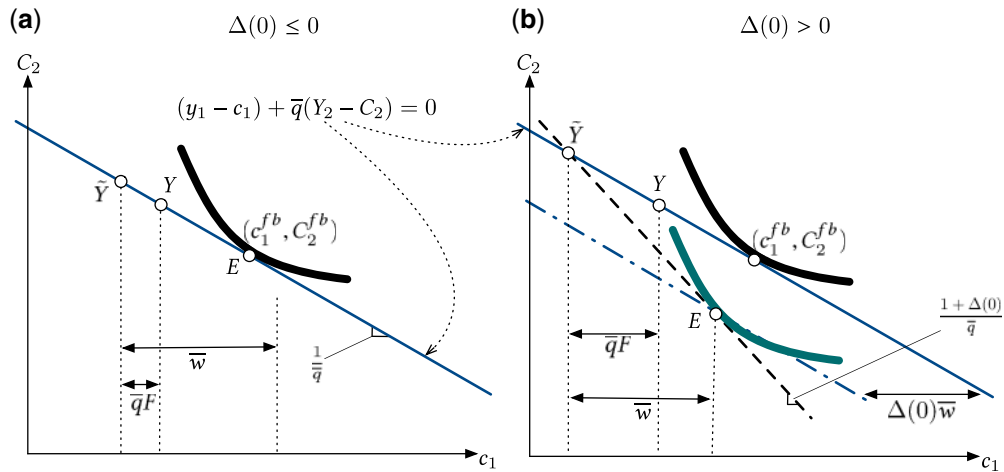 (a)
Δ(0) ≤ 0
C₂
(y₁ − c₁) + q̅(Y₂ − C₂) = 0
Ỹ
Y
(c₁^{fb}, C₂^{fb})
E
w̅
1/q̅
q̅F
c₁
(b)
Δ(0) > 0
C₂
Ỹ
Y
(c₁^{fb}, C₂^{fb})
E
(1 + Δ(0))/q̅
q̅F
w̅
Δ(0)w̅
c₁